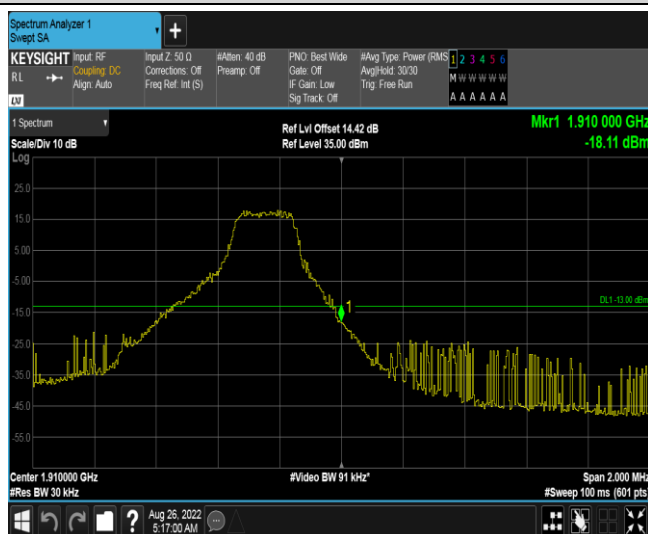 Spectrum Analyzer 1
Swept SA
+
KEYSIGHT
RL
LXI
Input: RF
Coupling: DC
Align: Auto
Input Z: 50 Ω
Corrections: Off
Freq Ref: Int (S)
#Atten: 40 dB
Preamp: Off
PNO: Best Wide
Gate: Off
IF Gain: Low
Sig Track: Off
#Avg Type: Power (RMS
Avg|Hold: 30/30
Trig: Free Run
1 2 3 4 5 6
M W W W W W
A A A A A A
1 Spectrum
Scale/Div 10 dB
Log
Ref Lvl Offset 14.42 dB
Ref Level 35.00 dBm
Mkr1 1.910 000 GHz
-18.11 dBm
25.0
15.0
5.00
-5.00
-15.0
-25.0
-35.0
-45.0
-55.0
1
DL1 -13.00 dBm
Center 1.910000 GHz
#Res BW 30 kHz
#Video BW 91 kHz*
Span 2.000 MHz
#Sweep 100 ms (601 pts)
?
Aug 26, 2022
5:17:00 AM